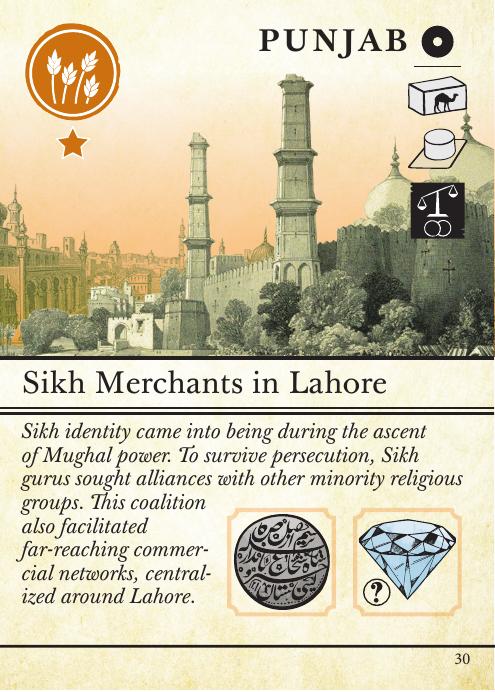 PUNJAB
Sikh Merchants in Lahore
Sikh identity came into being during the ascent
of Mughal power. To survive persecution, Sikh
gurus sought alliances with other minority religious
groups. This coalition
also facilitated
far-reaching commer-
cial networks, central-
ized around Lahore.
?
30